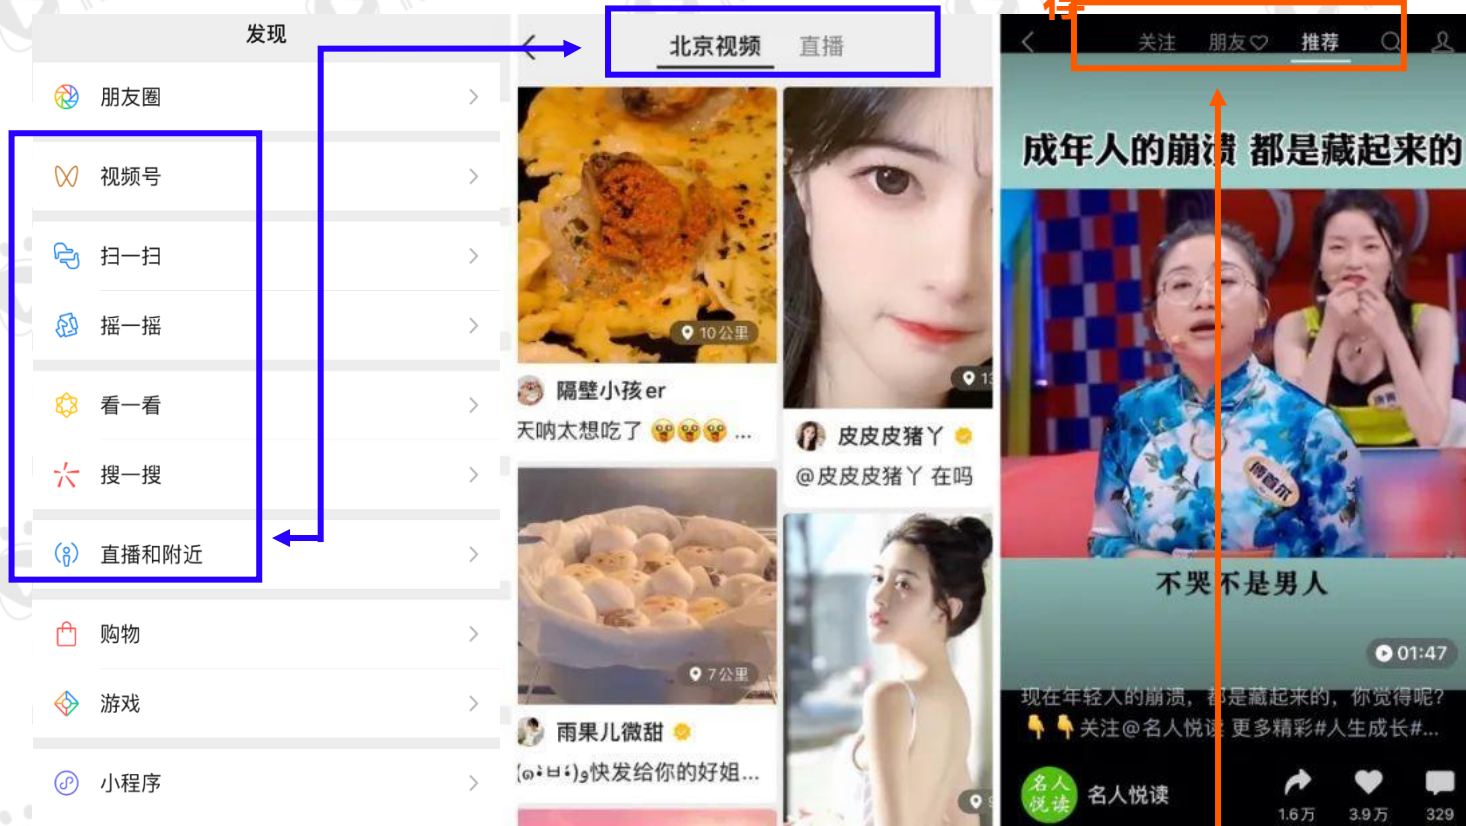 荐
发现
朋友圈
视频号
扫一扫
摇一摇
看一看
搜一搜
直播和附近
购物
游戏
小程序
北京视频 直播
10公里
隔壁小孩er
天呐太想吃了 😲😲😲 ...
7公里
雨果儿微甜
快发给你的好姐...
13
皮皮皮猪丫
@皮皮皮猪丫 在吗
关注 朋友♡ 推荐
成年人的崩溃 都是藏起来的
傅首尔
不哭不是男人
01:47
现在年轻人的崩溃，都是藏起来的，你觉得呢？
👇👇关注@名人悦读 更多精彩#人生成长#...
名人悦读
名人悦读
1.6万 3.9万 329